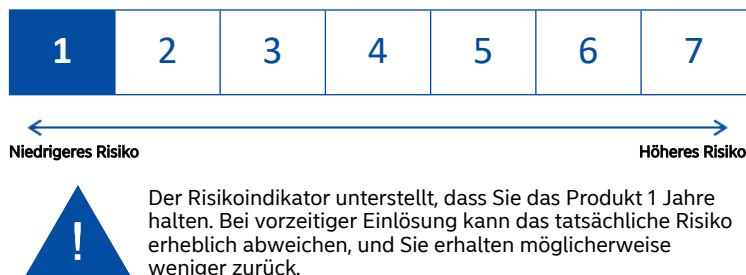 1 2 3 4 5 6 7
Niedrigeres Risiko Höheres Risiko
!
Der Risikoindikator unterstellt, dass Sie das Produkt 1 Jahre
halten. Bei vorzeitiger Einlösung kann das tatsächliche Risiko
erheblich abweichen, und Sie erhalten möglicherweise
weniger zurück.